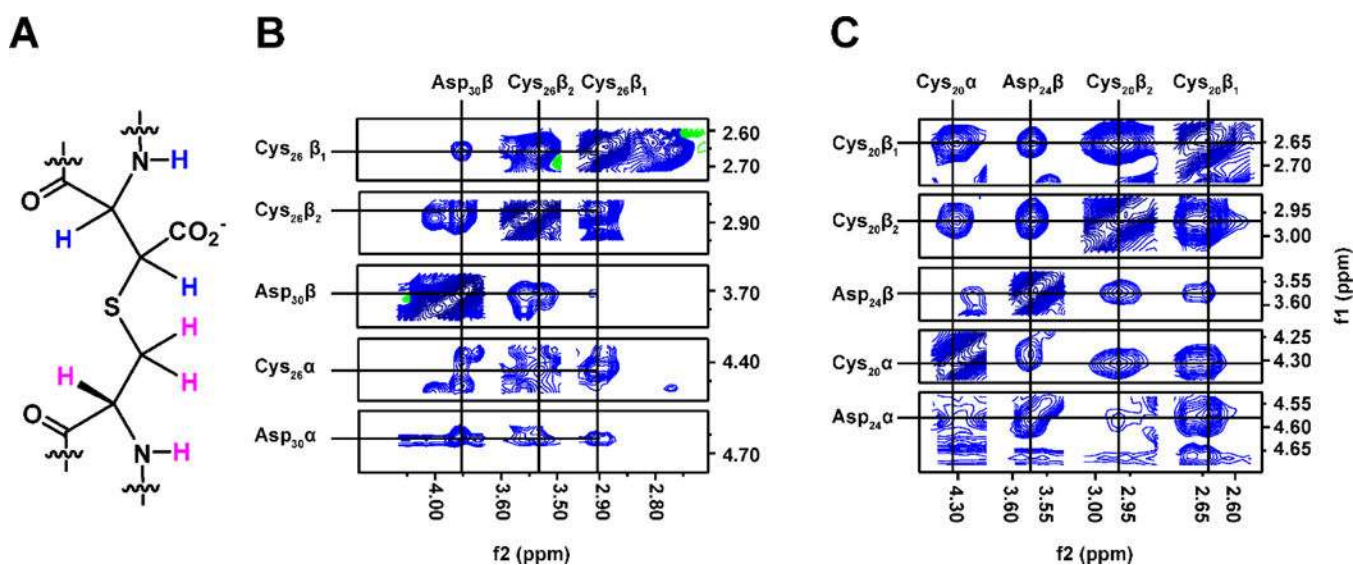 A
N-H
O
H
CO2-
H
S
H
H
H
O
N-H
B
Asp30β Cys26β2 Cys26β1
Cys26 β1
2.60
2.70
Cys26β2
2.90
Asp30β
3.70
Cys26α
4.40
Asp30α
4.70
4.00 3.60 3.50 2.90 2.80
f2 (ppm)
C
Cys20α Asp24β Cys20β2 Cys20β1
Cys20β1
2.65
2.70
Cys20β2
2.95
3.00
Asp24β
3.55
3.60
Cys20α
4.25
4.30
Asp24α
4.55
4.60
4.65
f1 (ppm)
4.30 3.60 3.55 3.00 2.95 2.65 2.60
f2 (ppm)